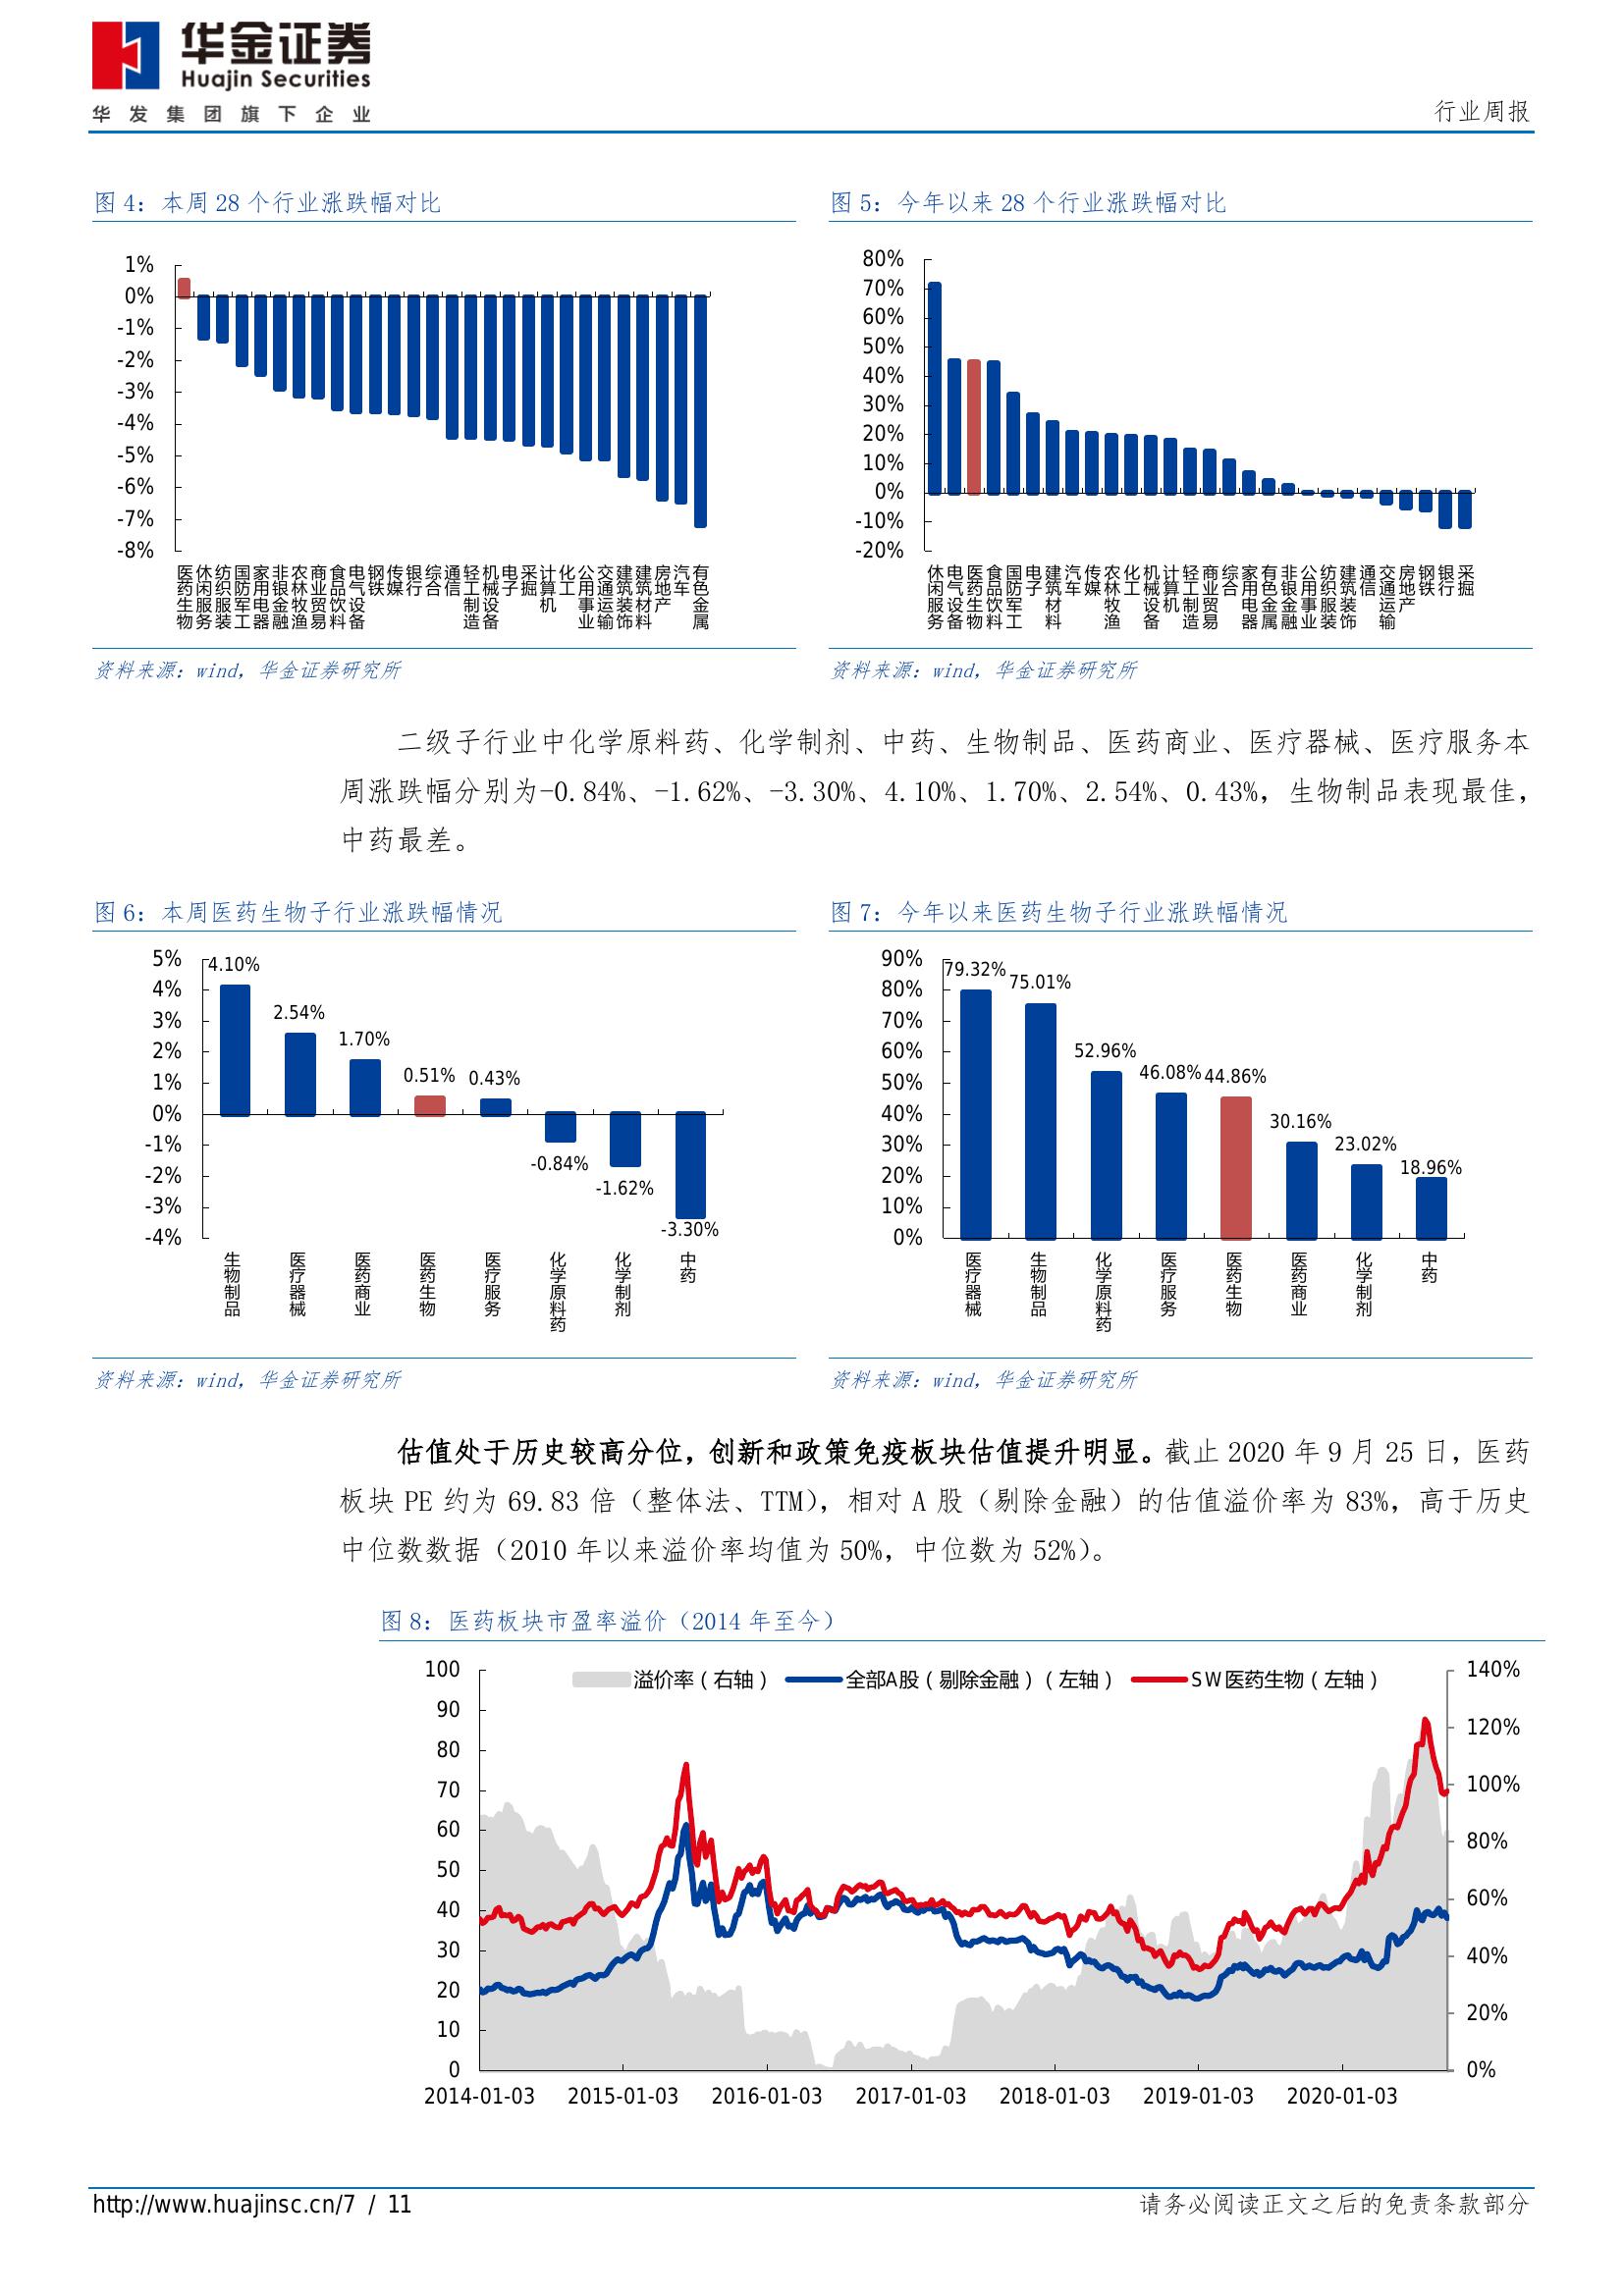 华金证券
Huajin Securities
华发集团旗下企业
行业周报
图 4：本周 28 个行业涨跌幅对比
1%
0%
-1%
-2%
-3%
-4%
-5%
-6%
-7%
-8%
医药生物 休闲服务 纺织服装 国防军工 家用电器 非银金融 农林牧渔 商业贸易 食品饮料 电气设备 钢铁 传媒 银行 综合 通信 轻工制造 机械设备 电子 采掘 计算机 化工 公用事业 交通运输 建筑装饰 建筑材料 房地产 汽车 有色金属
资料来源：wind，华金证券研究所
图 5：今年以来 28 个行业涨跌幅对比
80%
70%
60%
50%
40%
30%
20%
10%
0%
-10%
-20%
休闲服务 电气设备 医药生物 食品饮料 国防军工 电子 建筑材料 汽车 传媒 农林牧渔 化工 机械设备 计算机 轻工制造 商业贸易 综合 家用电器 有色金属 非银金融 公用事业 纺织服装 建筑装饰 通信 交通运输 房地产 钢铁 银行 采掘
资料来源：wind，华金证券研究所
二级子行业中化学原料药、化学制剂、中药、生物制品、医药商业、医疗器械、医疗服务本
周涨跌幅分别为-0.84%、-1.62%、-3.30%、4.10%、1.70%、2.54%、0.43%，生物制品表现最佳，
中药最差。
图 6：本周医药生物子行业涨跌幅情况
5%
4%
3%
2%
1%
0%
-1%
-2%
-3%
-4%
4.10% 2.54% 1.70% 0.51% 0.43% -0.84% -1.62% -3.30%
生物制品 医疗器械 医药商业 医药生物 医疗服务 化学原料药 化学制剂 中药
资料来源：wind，华金证券研究所
图 7：今年以来医药生物子行业涨跌幅情况
90%
80%
70%
60%
50%
40%
30%
20%
10%
0%
79.32% 75.01% 52.96% 46.08% 44.86% 30.16% 23.02% 18.96%
医疗器械 生物制品 化学原料药 医疗服务 医药生物 医药商业 化学制剂 中药
资料来源：wind，华金证券研究所
估值处于历史较高分位，创新和政策免疫板块估值提升明显。截止 2020 年 9 月 25 日，医药
板块 PE 约为 69.83 倍（整体法、TTM），相对 A 股（剔除金融）的估值溢价率为 83%，高于历史
中位数数据（2010 年以来溢价率均值为 50%，中位数为 52%）。
图 8：医药板块市盈率溢价（2014 年至今）
溢价率（右轴） 全部A股（剔除金融）（左轴） SW医药生物（左轴）
100
90
80
70
60
50
40
30
20
10
0
140%
120%
100%
80%
60%
40%
20%
0%
2014-01-03 2015-01-03 2016-01-03 2017-01-03 2018-01-03 2019-01-03 2020-01-03
http://www.huajinsc.cn/7 / 11
请务必阅读正文之后的免责条款部分